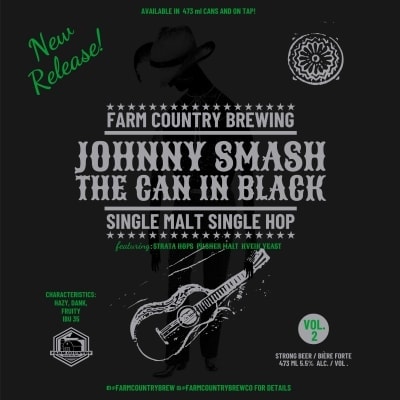 AVAILABLE IN 473 ml CANS AND ON TAP!
New
Release!
FARM COUNTRY BREWING
JOHNNY SMASH
THE CAN IN BLACK
SINGLE MALT SINGLE HOP
featuring: STRATA HOPS PILSNER MALT KVEIK YEAST
CHARACTERISTICS:
HAZY, DANK,
FRUITY
IBU 35
VOL.
2
STRONG BEER / BIÈRE FORTE
473 ML 5.5% ALC. / VOL .
@FARMCOUNTRYBREW @FARMCOUNTRYBREWCO FOR DETAILS